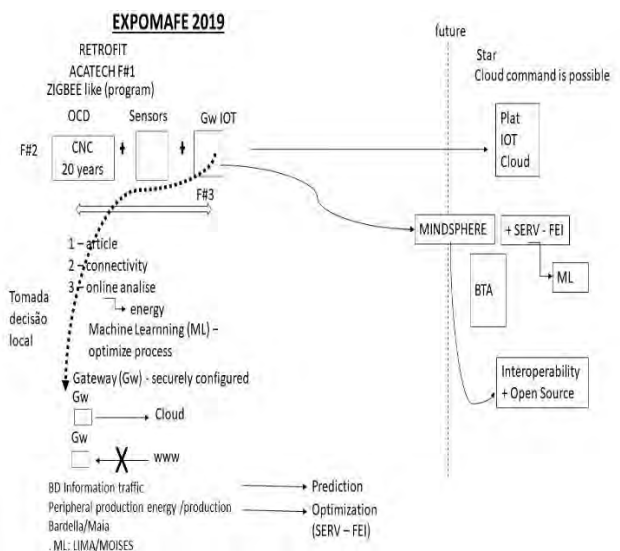 EXPOMAFE 2019
RETROFIT
ACATECH F#1
ZIGBEE like (program)
OCD Sensors Gw IOT
F#2
CNC
20 years
+
+
F#3
1 – article
2 – connectivity
3 – online analise
energy
Machine Learnning (ML) –
optimize process
Tomada
decisão
local
Gateway (Gw) - securely configured
Gw
Cloud
Gw
X
www
BD Information traffic
Prediction
Peripheral production energy /production
Optimization
(SERV – FEI)
Bardella/Maia
. ML: LIMA/MOISES
future
Star
Cloud command is possible
Plat
IOT
Cloud
MINDSPHERE
+ SERV - FEI
BTA
ML
Interoperability
+ Open Source